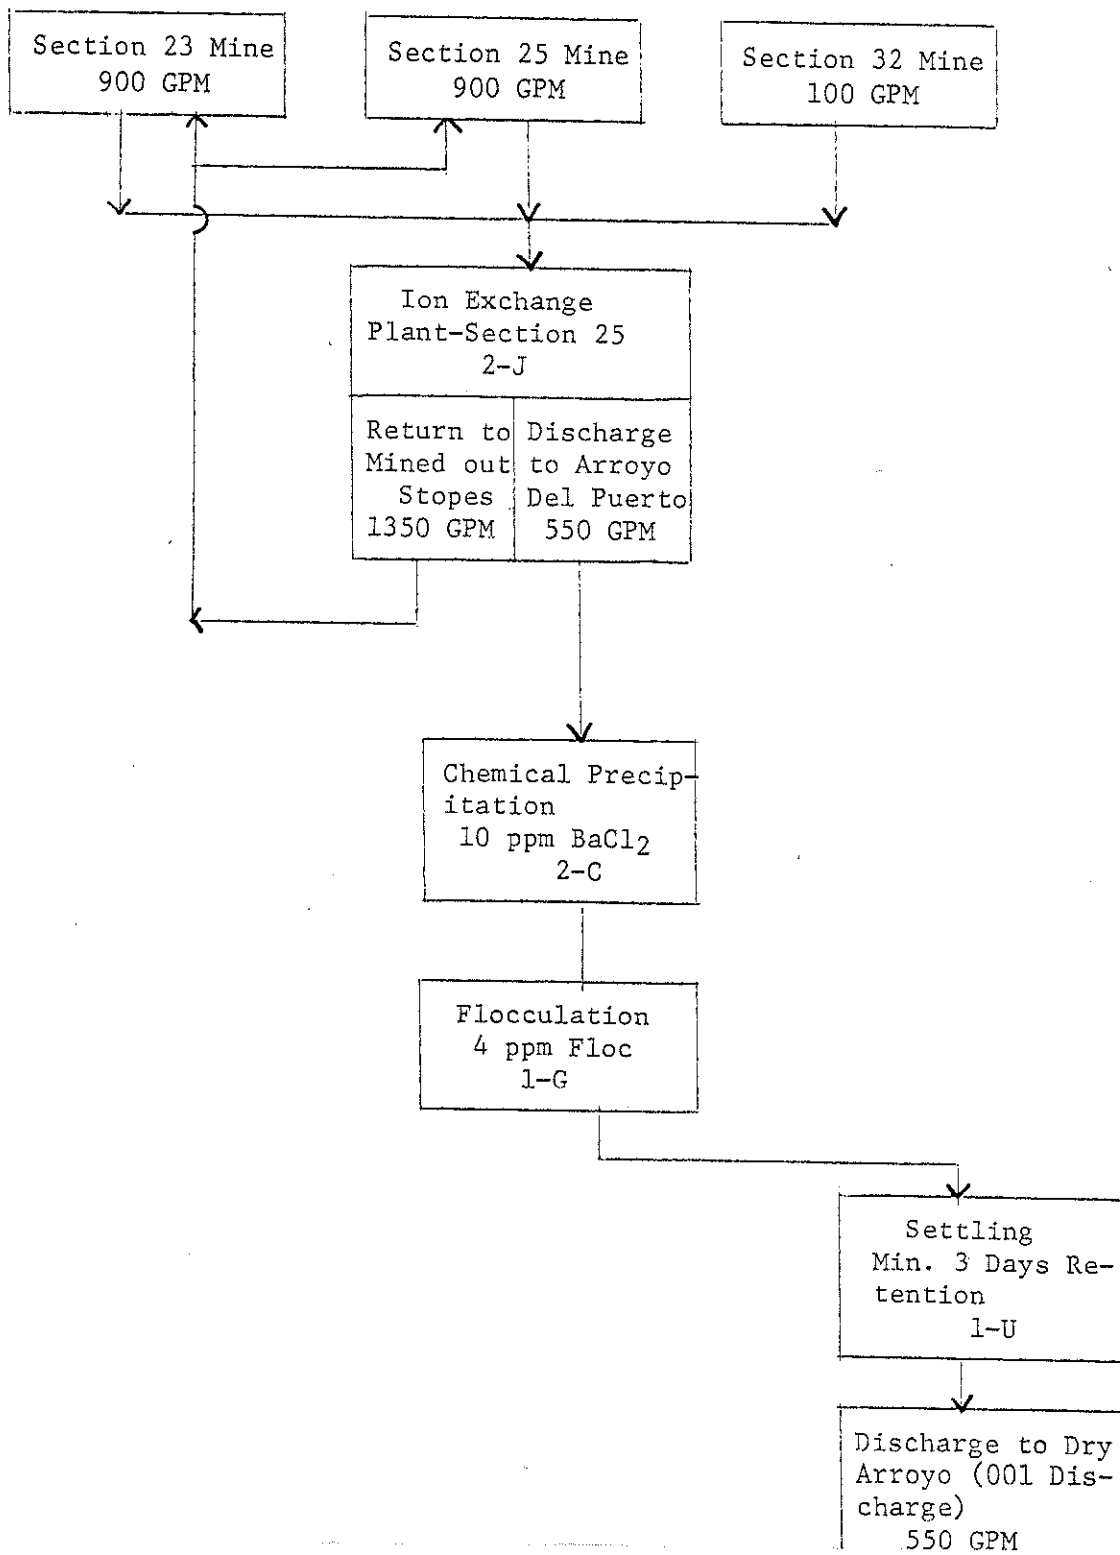 Section 23 Mine
900 GPM
Section 25 Mine
900 GPM
Section 32 Mine
100 GPM
Ion Exchange
Plant-Section 25
2-J
Return to
Mined out
Stopes
1350 GPM
Discharge
to Arroyo
Del Puerto
550 GPM
Chemical Precip-
itation
10 ppm BaCl2
2-C
Flocculation
4 ppm Floc
1-G
Settling
Min. 3 Days Re-
tention
1-U
Discharge to Dry
Arroyo (001 Dis-
charge)
550 GPM